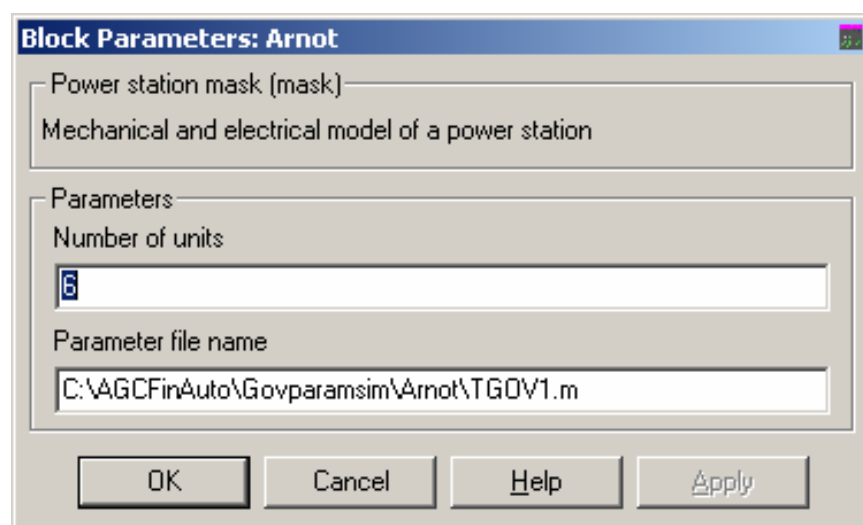 Block Parameters: Arnot
Power station mask (mask)
Mechanical and electrical model of a power station
Parameters
Number of units
6
Parameter file name
C:\AGCFinAuto\Govparamsim\Arnot\TGOV1.m
OK Cancel Help Apply